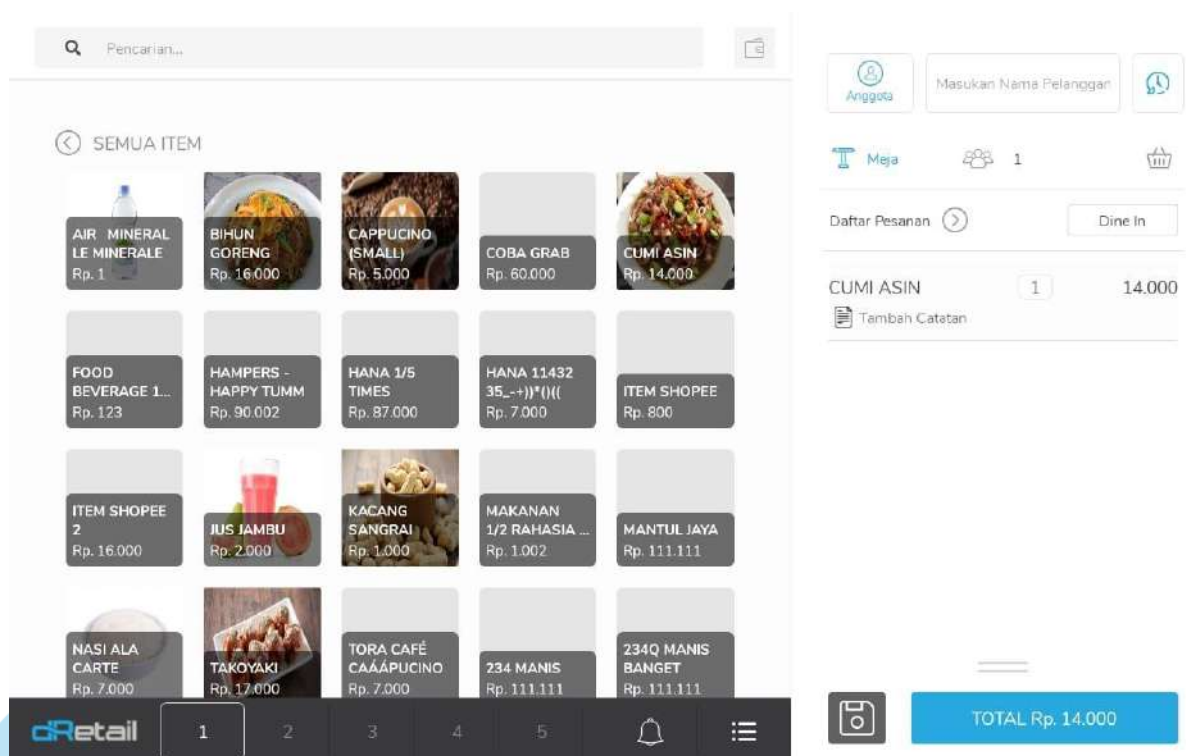 Pencarian...
SEMUA ITEM
AIR MINERAL
LE MINERALE
Rp. 1
BIHUN
GORENG
Rp. 16.000
CAPPUCINO
(SMALL)
Rp. 5.000
COBA GRAB
Rp. 60.000
CUMI ASIN
Rp. 14.000
FOOD
BEVERAGE 1...
Rp. 123
HAMPERS -
HAPPY TUMM
Rp. 90.002
HANA 1/5
TIMES
Rp. 87.000
HANA 11432
35_-+))*()((
Rp. 7.000
ITEM SHOPEE
Rp. 800
ITEM SHOPEE
2
Rp. 16.000
JUS JAMBU
Rp. 2.000
KACANG
SANGRAI
Rp. 1.000
MAKANAN
1/2 RAHASIA ...
Rp. 1.002
MANTUL JAYA
Rp. 111.111
NASI ALA
CARTE
Rp. 7.000
TAKOYAKI
Rp. 17.000
TORA CAFÉ
CAÁÁPUCINO
Rp. 7.000
234 MANIS
Rp. 111.111
234Q MANIS
BANGET
Rp. 111.111
dRetail 1 2 3 4 5
Anggota
Masukan Nama Pelanggan
Meja 1
Daftar Pesanan
Dine In
CUMI ASIN 1 14.000
Tambah Catatan
TOTAL Rp. 14.000